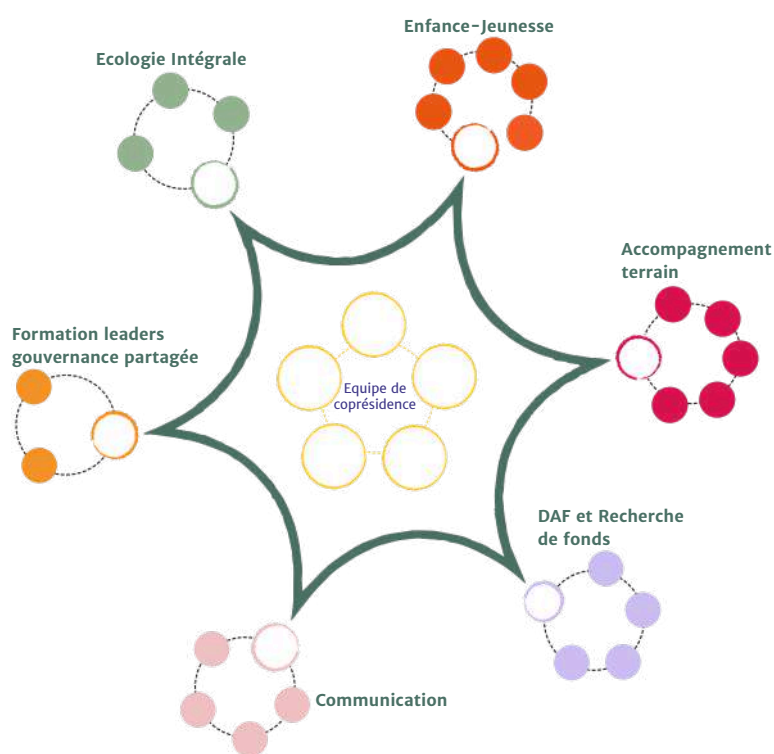 Enfance-Jeunesse
Ecologie Intégrale
Accompagnement
terrain
Formation leaders
gouvernance partagée
Equipe de
coprésidence
DAF et Recherche
de fonds
Communication